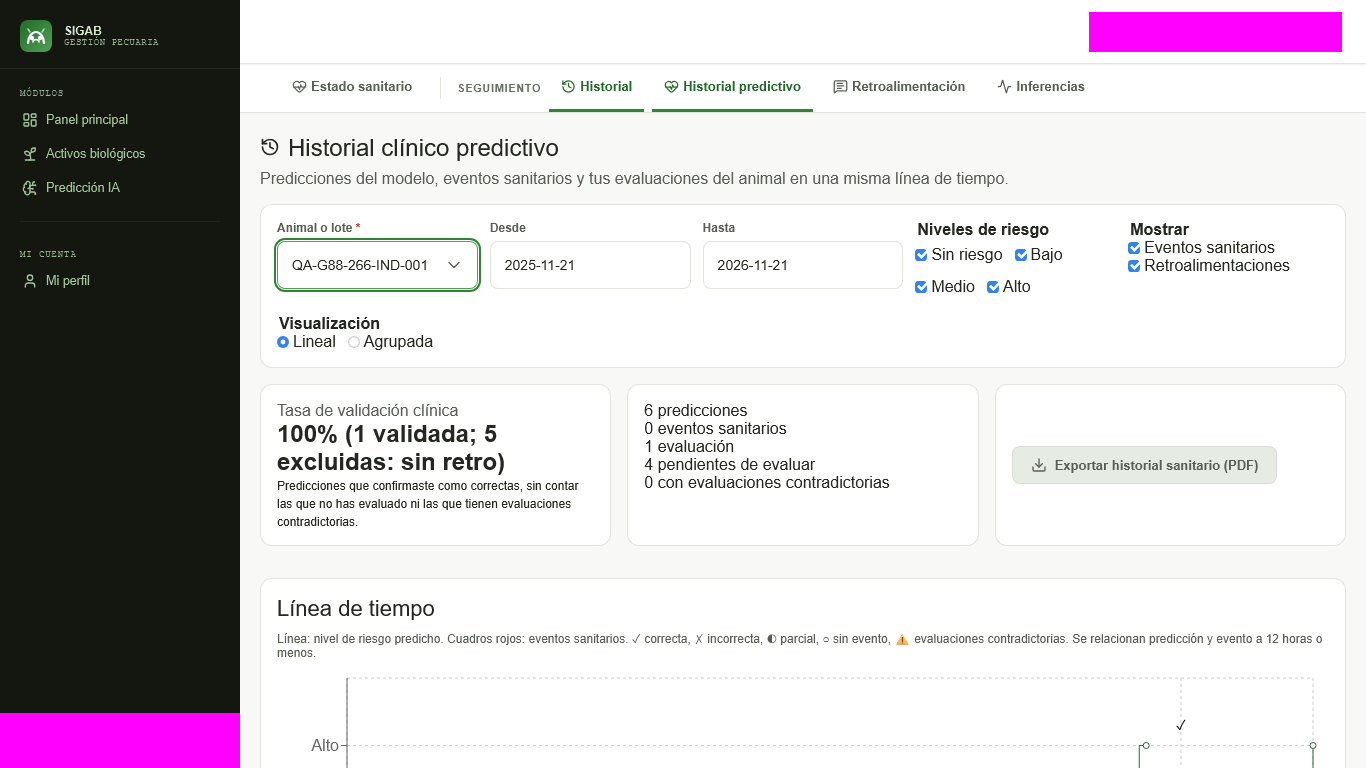 SIGAB
GESTIÓN PECUARIA
MÓDULOS
Panel principal
Activos biológicos
Predicción IA
MI CUENTA
Mi perfil
Estado sanitario
SEGUIMIENTO
Historial
Historial predictivo
Retroalimentación
Inferencias
Historial clínico predictivo
Predicciones del modelo, eventos sanitarios y tus evaluaciones del animal en una misma línea de tiempo.
Animal o lote *
QA-G88-266-IND-001
Desde
2025-11-21
Hasta
2026-11-21
Niveles de riesgo
Sin riesgo Bajo
Medio Alto
Mostrar
Eventos sanitarios
Retroalimentaciones
Visualización
Lineal Agrupada
Tasa de validación clínica
100% (1 validada; 5
excluidas: sin retro)
Predicciones que confirmaste como correctas, sin contar
las que no has evaluado ni las que tienen evaluaciones
contradictorias.
6 predicciones
0 eventos sanitarios
1 evaluación
4 pendientes de evaluar
0 con evaluaciones contradictorias
Exportar historial sanitario (PDF)
Línea de tiempo
Línea: nivel de riesgo predicho. Cuadros rojos: eventos sanitarios. ✓ correcta, ✗ incorrecta, ◐ parcial, ○ sin evento, ⚠ evaluaciones contradictorias. Se relacionan predicción y evento a 12 horas o
menos.
✓
Alto